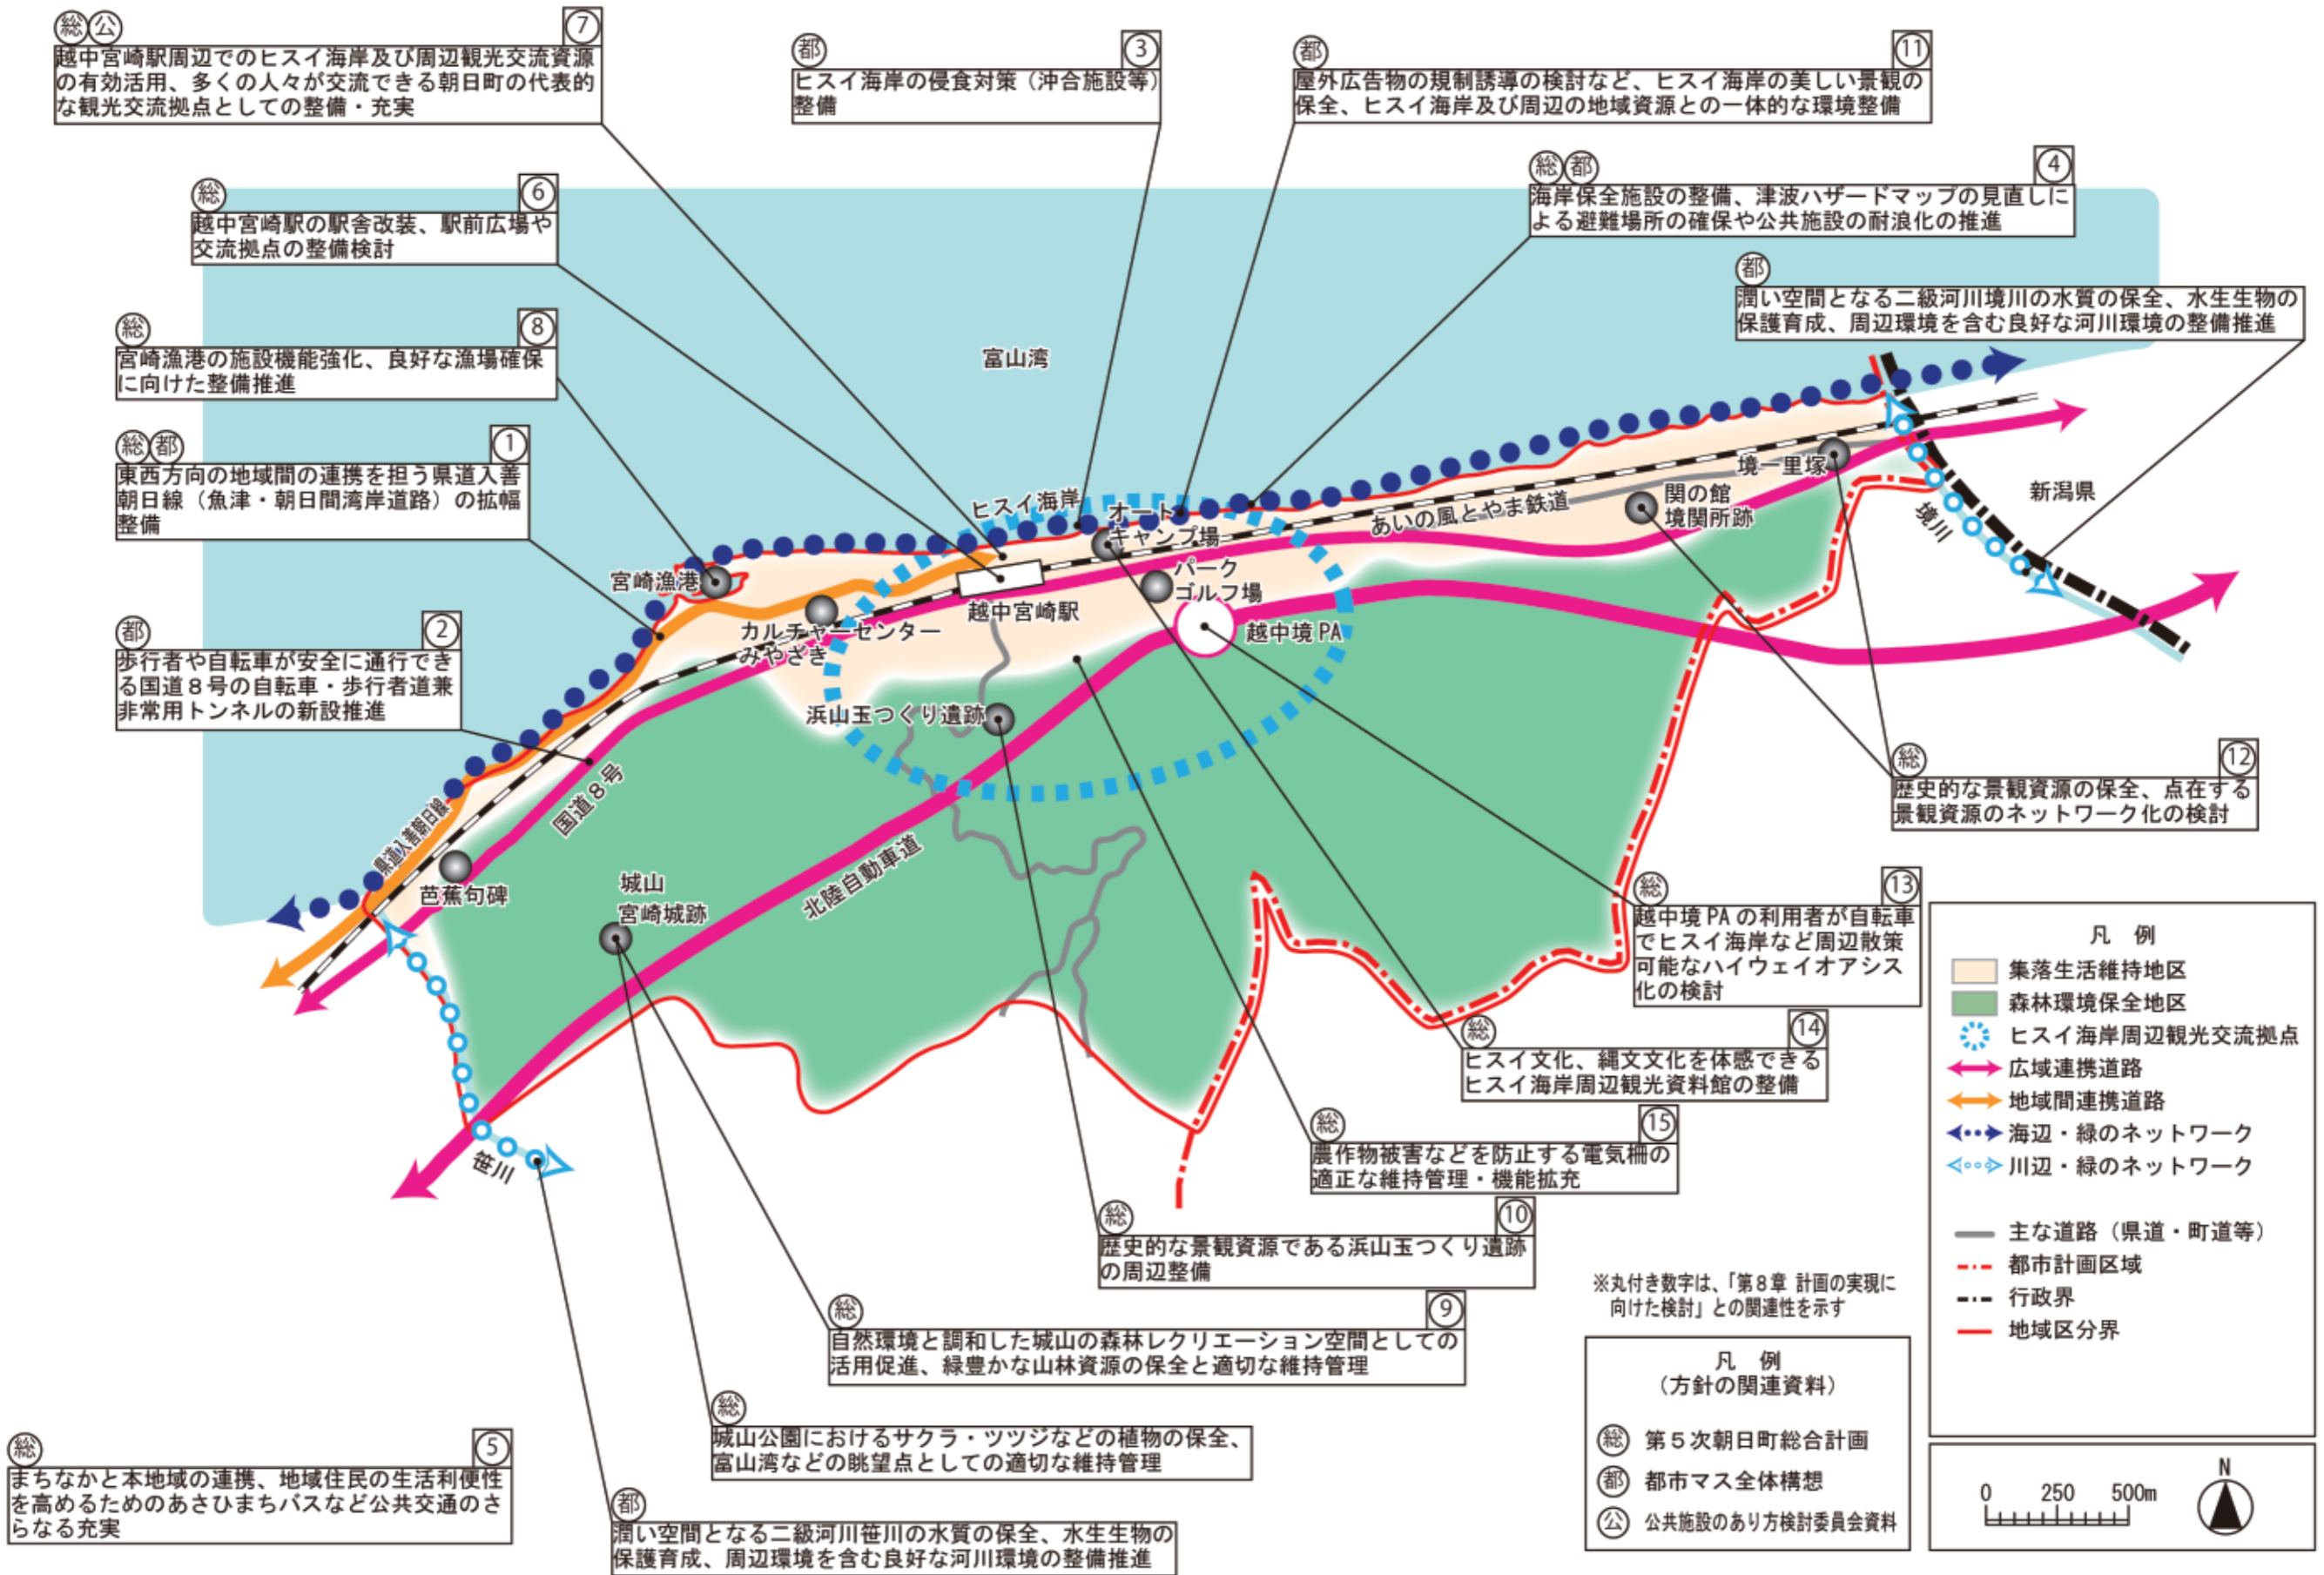 総 公 ⑦
越中宮崎駅周辺でのヒスイ海岸及び周辺観光交流資源
の有効活用、多くの人々が交流できる朝日町の代表的
な観光交流拠点としての整備・充実
都 ③
ヒスイ海岸の侵食対策（沖合施設等）
整備
都 ⑪
屋外広告物の規制誘導の検討など、ヒスイ海岸の美しい景観の
保全、ヒスイ海岸及び周辺の地域資源との一体的な環境整備
総 都 ④
海岸保全施設の整備、津波ハザードマップの見直しに
よる避難場所の確保や公共施設の耐浪化の推進
総 ⑥
越中宮崎駅の駅舎改装、駅前広場や
交流拠点の整備検討
都
潤い空間となる二級河川境川の水質の保全、水生生物の
保護育成、周辺環境を含む良好な河川環境の整備推進
総 ⑧
宮崎漁港の施設機能強化、良好な漁場確保
に向けた整備推進
総 都 ①
東西方向の地域間の連携を担う県道入善
朝日線（魚津・朝日間湾岸道路）の拡幅
整備
都 ②
歩行者や自転車が安全に通行でき
る国道８号の自転車・歩行者道兼
非常用トンネルの新設推進
富山湾
ヒスイ海岸
オート
キャンプ場
あいの風とやま鉄道
境一里塚
関の館
境関所跡
新潟県
境川
宮崎漁港
パーク
ゴルフ場
越中宮崎駅
カルチャーセンター
みやざき
越中境 PA
浜山玉つくり遺跡
国道８号
県道入善朝日線
芭蕉句碑
北陸自動車道
城山
宮崎城跡
笹川
総 ⑫
歴史的な景観資源の保全、点在する
景観資源のネットワーク化の検討
総 ⑬
越中境 PA の利用者が自転車
でヒスイ海岸など周辺散策
可能なハイウェイオアシス
化の検討
総 ⑭
ヒスイ文化、縄文文化を体感できる
ヒスイ海岸周辺観光資料館の整備
総 ⑮
農作物被害などを防止する電気柵の
適正な維持管理・機能拡充
総 ⑩
歴史的な景観資源である浜山玉つくり遺跡
の周辺整備
総 ⑨
自然環境と調和した城山の森林レクリエーション空間としての
活用促進、緑豊かな山林資源の保全と適切な維持管理
総
城山公園におけるサクラ・ツツジなどの植物の保全、
富山湾などの眺望点としての適切な維持管理
総 ⑤
まちなかと本地域の連携、地域住民の生活利便性
を高めるためのあさひまちバスなど公共交通のさ
らなる充実
都
潤い空間となる二級河川笹川の水質の保全、水生生物の
保護育成、周辺環境を含む良好な河川環境の整備推進
凡 例
集落生活維持地区
森林環境保全地区
ヒスイ海岸周辺観光交流拠点
広域連携道路
地域間連携道路
海辺・緑のネットワーク
川辺・緑のネットワーク
主な道路（県道・町道等）
都市計画区域
行政界
地域区分界
※丸付き数字は、「第８章 計画の実現に
向けた検討」との関連性を示す
凡 例
（方針の関連資料）
総 第５次朝日町総合計画
都 都市マス全体構想
公 公共施設のあり方検討委員会資料
0 250 500m
N